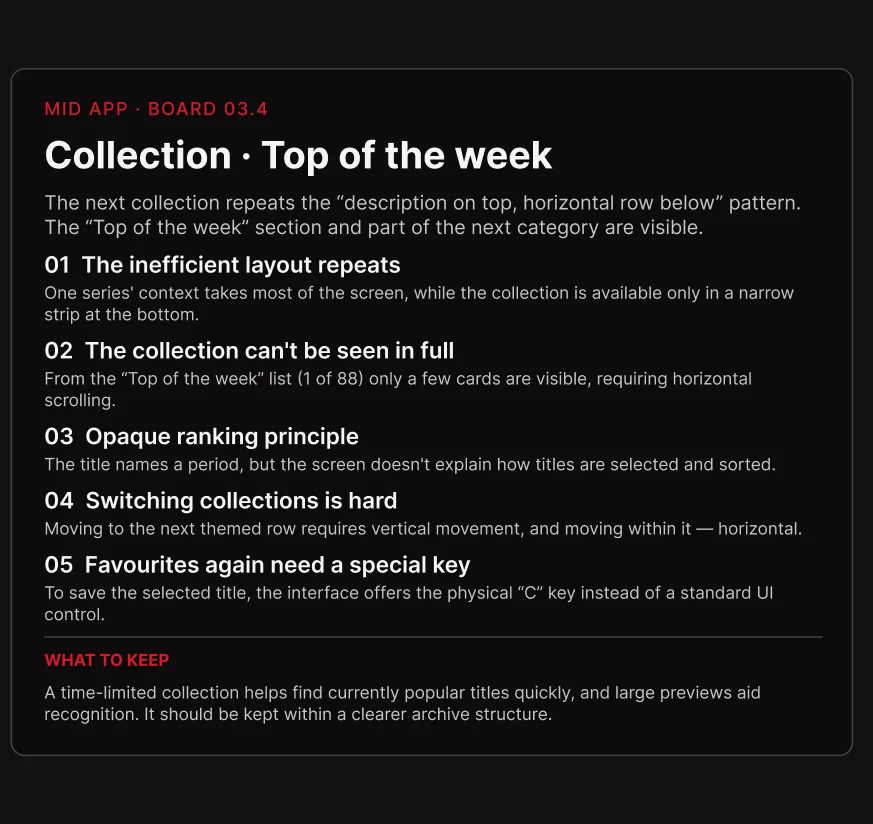 MID APP · BOARD 03.4
Collection · Top of the week
The next collection repeats the “description on top, horizontal row below” pattern.
The “Top of the week” section and part of the next category are visible.
01 The inefficient layout repeats
One series' context takes most of the screen, while the collection is available only in a narrow
strip at the bottom.
02 The collection can't be seen in full
From the “Top of the week” list (1 of 88) only a few cards are visible, requiring horizontal
scrolling.
03 Opaque ranking principle
The title names a period, but the screen doesn't explain how titles are selected and sorted.
04 Switching collections is hard
Moving to the next themed row requires vertical movement, and moving within it — horizontal.
05 Favourites again need a special key
To save the selected title, the interface offers the physical “C” key instead of a standard UI
control.
WHAT TO KEEP
A time-limited collection helps find currently popular titles quickly, and large previews aid
recognition. It should be kept within a clearer archive structure.